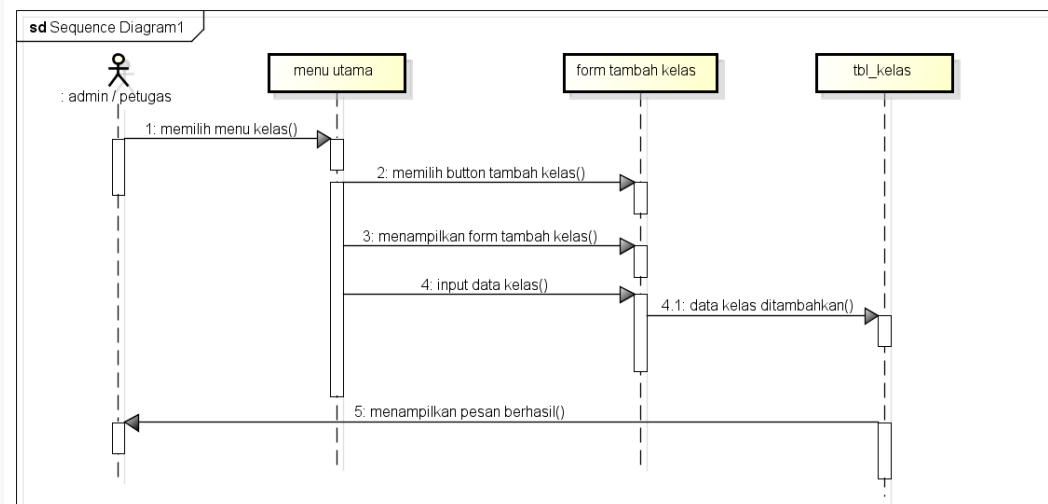 sd Sequence Diagram1
: admin / petugas
menu utama
form tambah kelas
tbl_kelas
1: memilih menu kelas()
2: memilih button tambah kelas()
3: menampilkan form tambah kelas()
4: input data kelas()
4.1: data kelas ditambahkan()
5: menampilkan pesan berhasil()